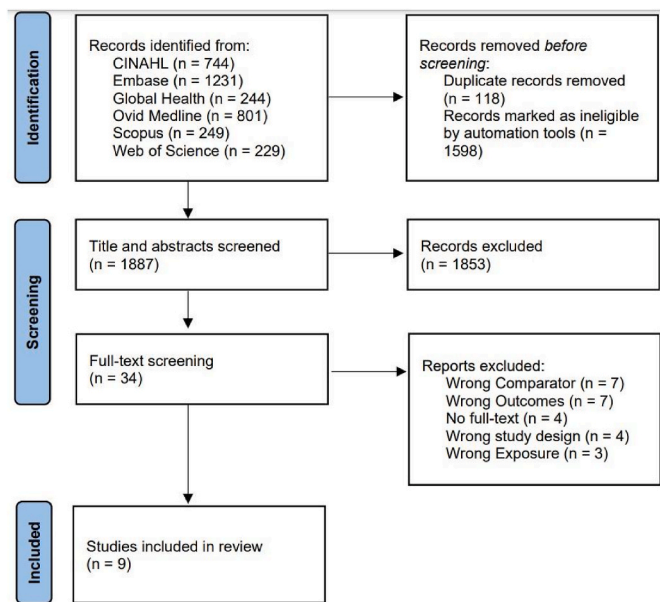 Identification
Records identified from:
CINAHL (n = 744)
Embase (n = 1231)
Global Health (n = 244)
Ovid Medline (n = 801)
Scopus (n = 249)
Web of Science (n = 229)
Records removed before
screening:
Duplicate records removed
(n = 118)
Records marked as ineligible
by automation tools (n =
1598)
Screening
Title and abstracts screened
(n = 1887)
Records excluded
(n = 1853)
Full-text screening
(n = 34)
Reports excluded:
Wrong Comparator (n = 7)
Wrong Outcomes (n = 7)
No full-text (n = 4)
Wrong study design (n = 4)
Wrong Exposure (n = 3)
Included
Studies included in review
(n = 9)